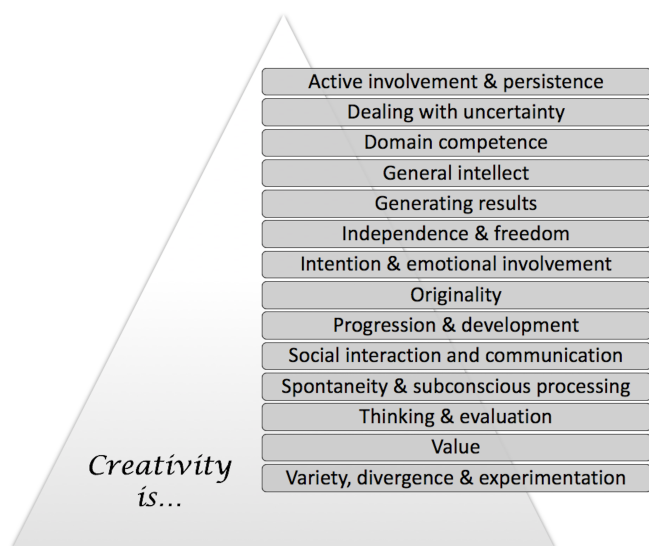 Active involvement & persistence
Dealing with uncertainty
Domain competence
General intellect
Generating results
Independence & freedom
Intention & emotional involvement
Originality
Progression & development
Social interaction and communication
Spontaneity & subconscious processing
Thinking & evaluation
Value
Variety, divergence & experimentation
Creativity
is...